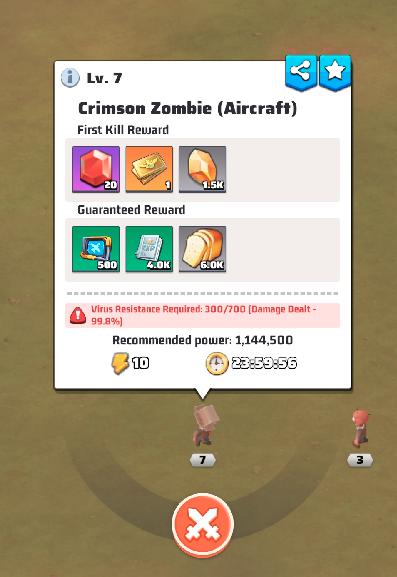 Lv. 7
Crimson Zombie (Aircraft)
First Kill Reward
20
1
1.5K
Guaranteed Reward
500
4.0K
6.0K
Virus Resistance Required: 300/700 [Damage Dealt -
99.8%]
Recommended power: 1,144,500
10
23:59:56
7
3